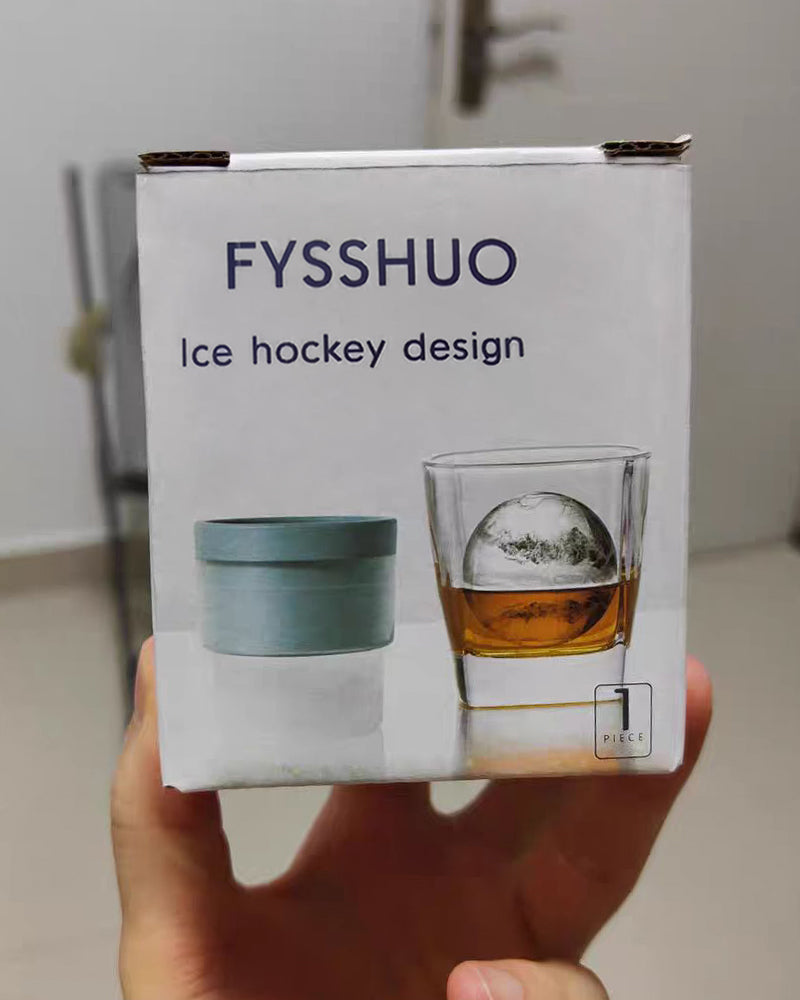 FYSSHUO
Ice hockey design
1
PIECE